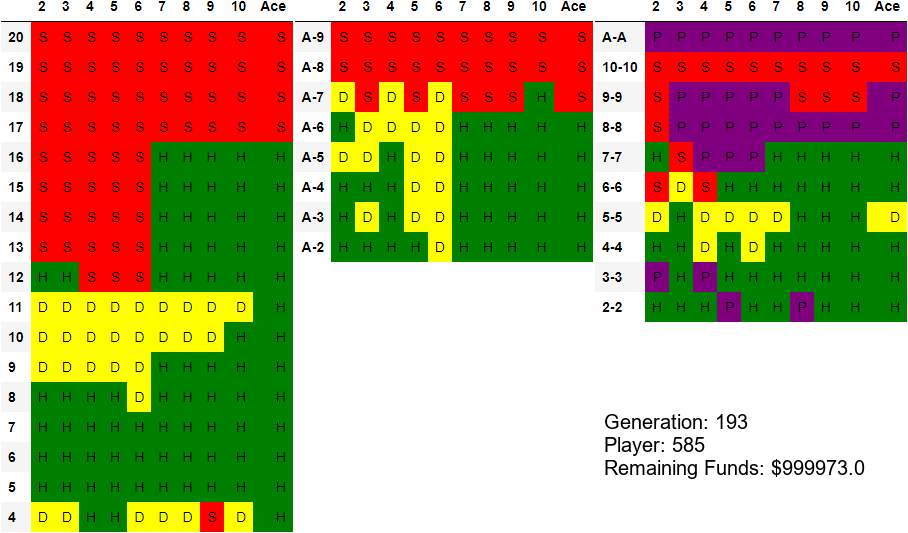 2 3 4 5 6 7 8 9 10 Ace
20 S S S S S S S S S S
19 S S S S S S S S S S
18 S S S S S S S S S S
17 S S S S S S S S S S
16 S S S S S H H H H H
15 S S S S S H H H H H
14 S S S S S H H H H H
13 S S S S S H H H H H
12 H H S S S H H H H H
11 D D D D D D D D D H
10 D D D D D D D D H H
9 D D D D D H H H H H
8 H H H H D H H H H H
7 H H H H H H H H H H
6 H H H H H H H H H H
5 H H H H H H H H H H
4 D D H H D D D S D H
2 3 4 5 6 7 8 9 10 Ace
A-9 S S S S S S S S S S
A-8 S S S S S S S S S S
A-7 D S D S D S S S H S
A-6 H D D D D H H H H H
A-5 D D H D D H H H H H
A-4 H H H D D H H H H H
A-3 H D H D D H H H H H
A-2 H H H H D H H H H H
2 3 4 5 6 7 8 9 10 Ace
A-A P P P P P P P P P P
10-10 S S S S S S S S S S
9-9 S P P P P P S S S P
8-8 S P P P P P P P P P
7-7 H S P P P H H H H H
6-6 S D S H H H H H H H
5-5 D H D D D D H H H D
4-4 H H D H D H H H H H
3-3 P H P H H H H H H H
2-2 H H H P H H P H H H
Generation: 193
Player: 585
Remaining Funds: $999973.0